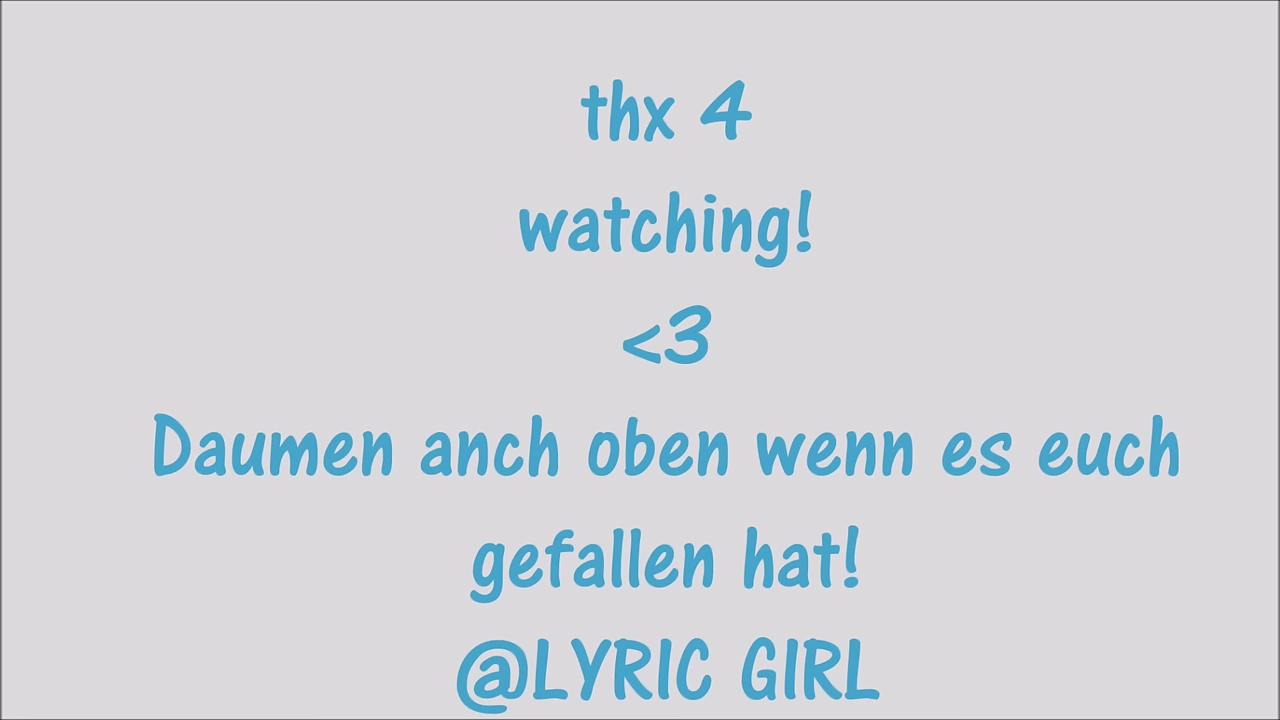 thx 4
watching!
<3
Daumen anch oben wenn es euch
gefallen hat!
@LYRIC GIRL